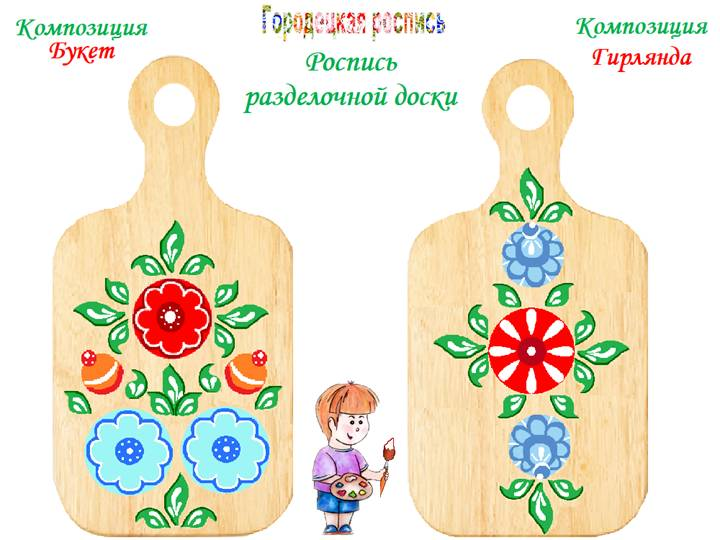 Городецкая роспись
Композиция
Букет
Роспись
разделочной доски
Композиция
Гирлянда